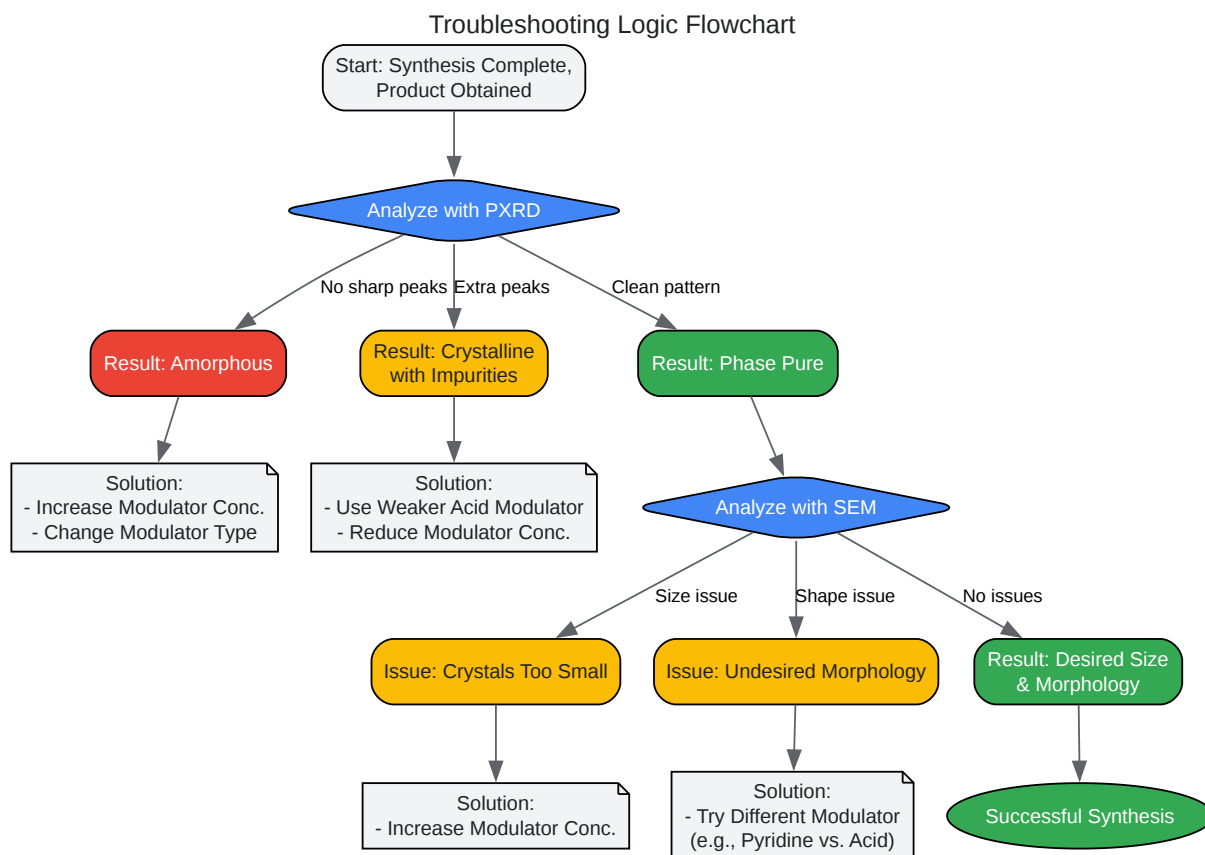 Troubleshooting Logic Flowchart
Start: Synthesis Complete,
Product Obtained
Analyze with PXRD
No sharp peaks
Extra peaks
Clean pattern
Result: Amorphous
Result: Crystalline
with Impurities
Result: Phase Pure
Solution:
- Increase Modulator Conc.
- Change Modulator Type
Solution:
- Use Weaker Acid Modulator
- Reduce Modulator Conc.
Analyze with SEM
Size issue
Shape issue
No issues
Issue: Crystals Too Small
Issue: Undesired Morphology
Result: Desired Size
& Morphology
Solution:
- Increase Modulator Conc.
Solution:
- Try Different Modulator
(e.g., Pyridine vs. Acid)
Successful Synthesis